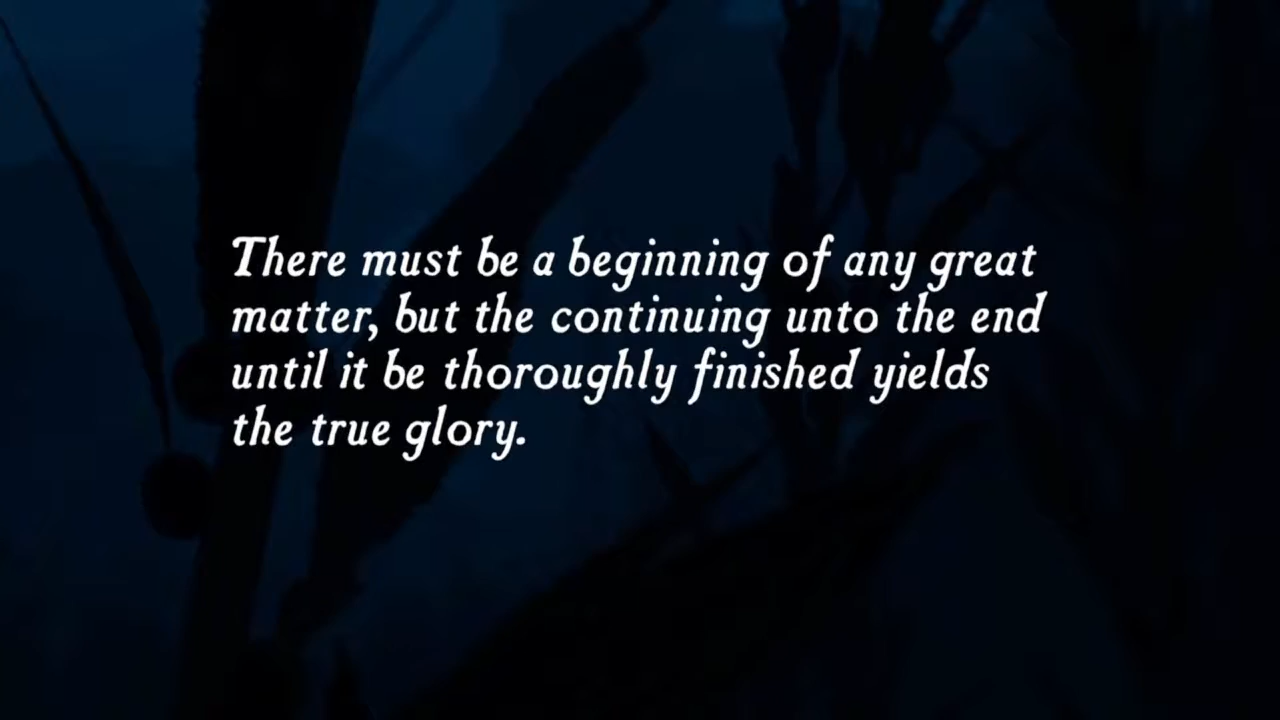 There must be a beginning of any great
matter, but the continuing unto the end
until it be thoroughly finished yields
the true glory.